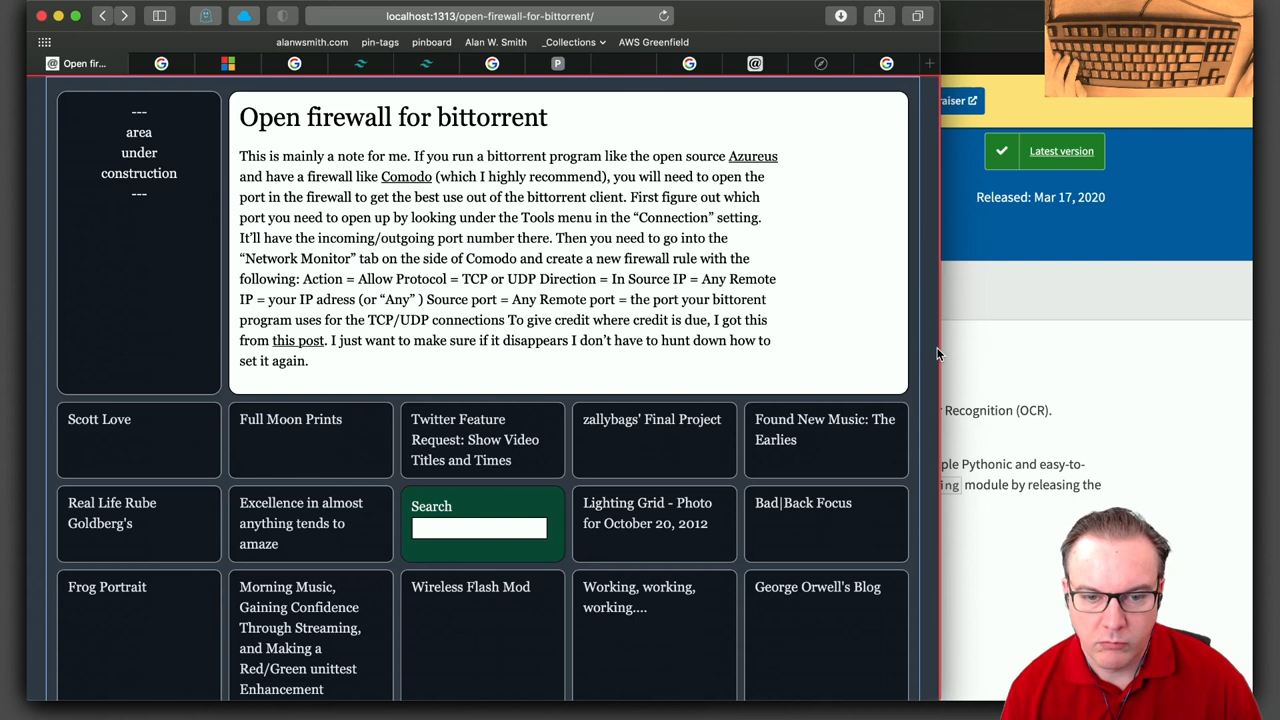 localhost:1313/open-firewall-for-bittorrent/
alanwsmith.com pin-tags pinboard Alan W. Smith _Collections AWS Greenfield
Open fir...
raiser
Latest version
Released: Mar 17, 2020
---
area
under
construction
---
Open firewall for bittorrent
This is mainly a note for me. If you run a bittorrent program like the open source Azureus
and have a firewall like Comodo (which I highly recommend), you will need to open the
port in the firewall to get the best use out of the bittorrent client. First figure out which
port you need to open up by looking under the Tools menu in the “Connection” setting.
It’ll have the incoming/outgoing port number there. Then you need to go into the
“Network Monitor” tab on the side of Comodo and create a new firewall rule with the
following: Action = Allow Protocol = TCP or UDP Direction = In Source IP = Any Remote
IP = your IP adress (or “Any” ) Source port = Any Remote port = the port your bittorent
program uses for the TCP/UDP connections To give credit where credit is due, I got this
from this post. I just want to make sure if it disappears I don’t have to hunt down how to
set it again.
Recognition (OCR).
ple Pythonic and easy-to-
ing module by releasing the
Scott Love
Full Moon Prints
Twitter Feature
Request: Show Video
Titles and Times
zallybags' Final Project
Found New Music: The
Earlies
Real Life Rube
Goldberg's
Excellence in almost
anything tends to
amaze
Search
Lighting Grid - Photo
for October 20, 2012
Bad|Back Focus
Frog Portrait
Morning Music,
Gaining Confidence
Through Streaming,
and Making a
Red/Green unittest
Enhancement
Wireless Flash Mod
Working, working,
working....
George Orwell's Blog